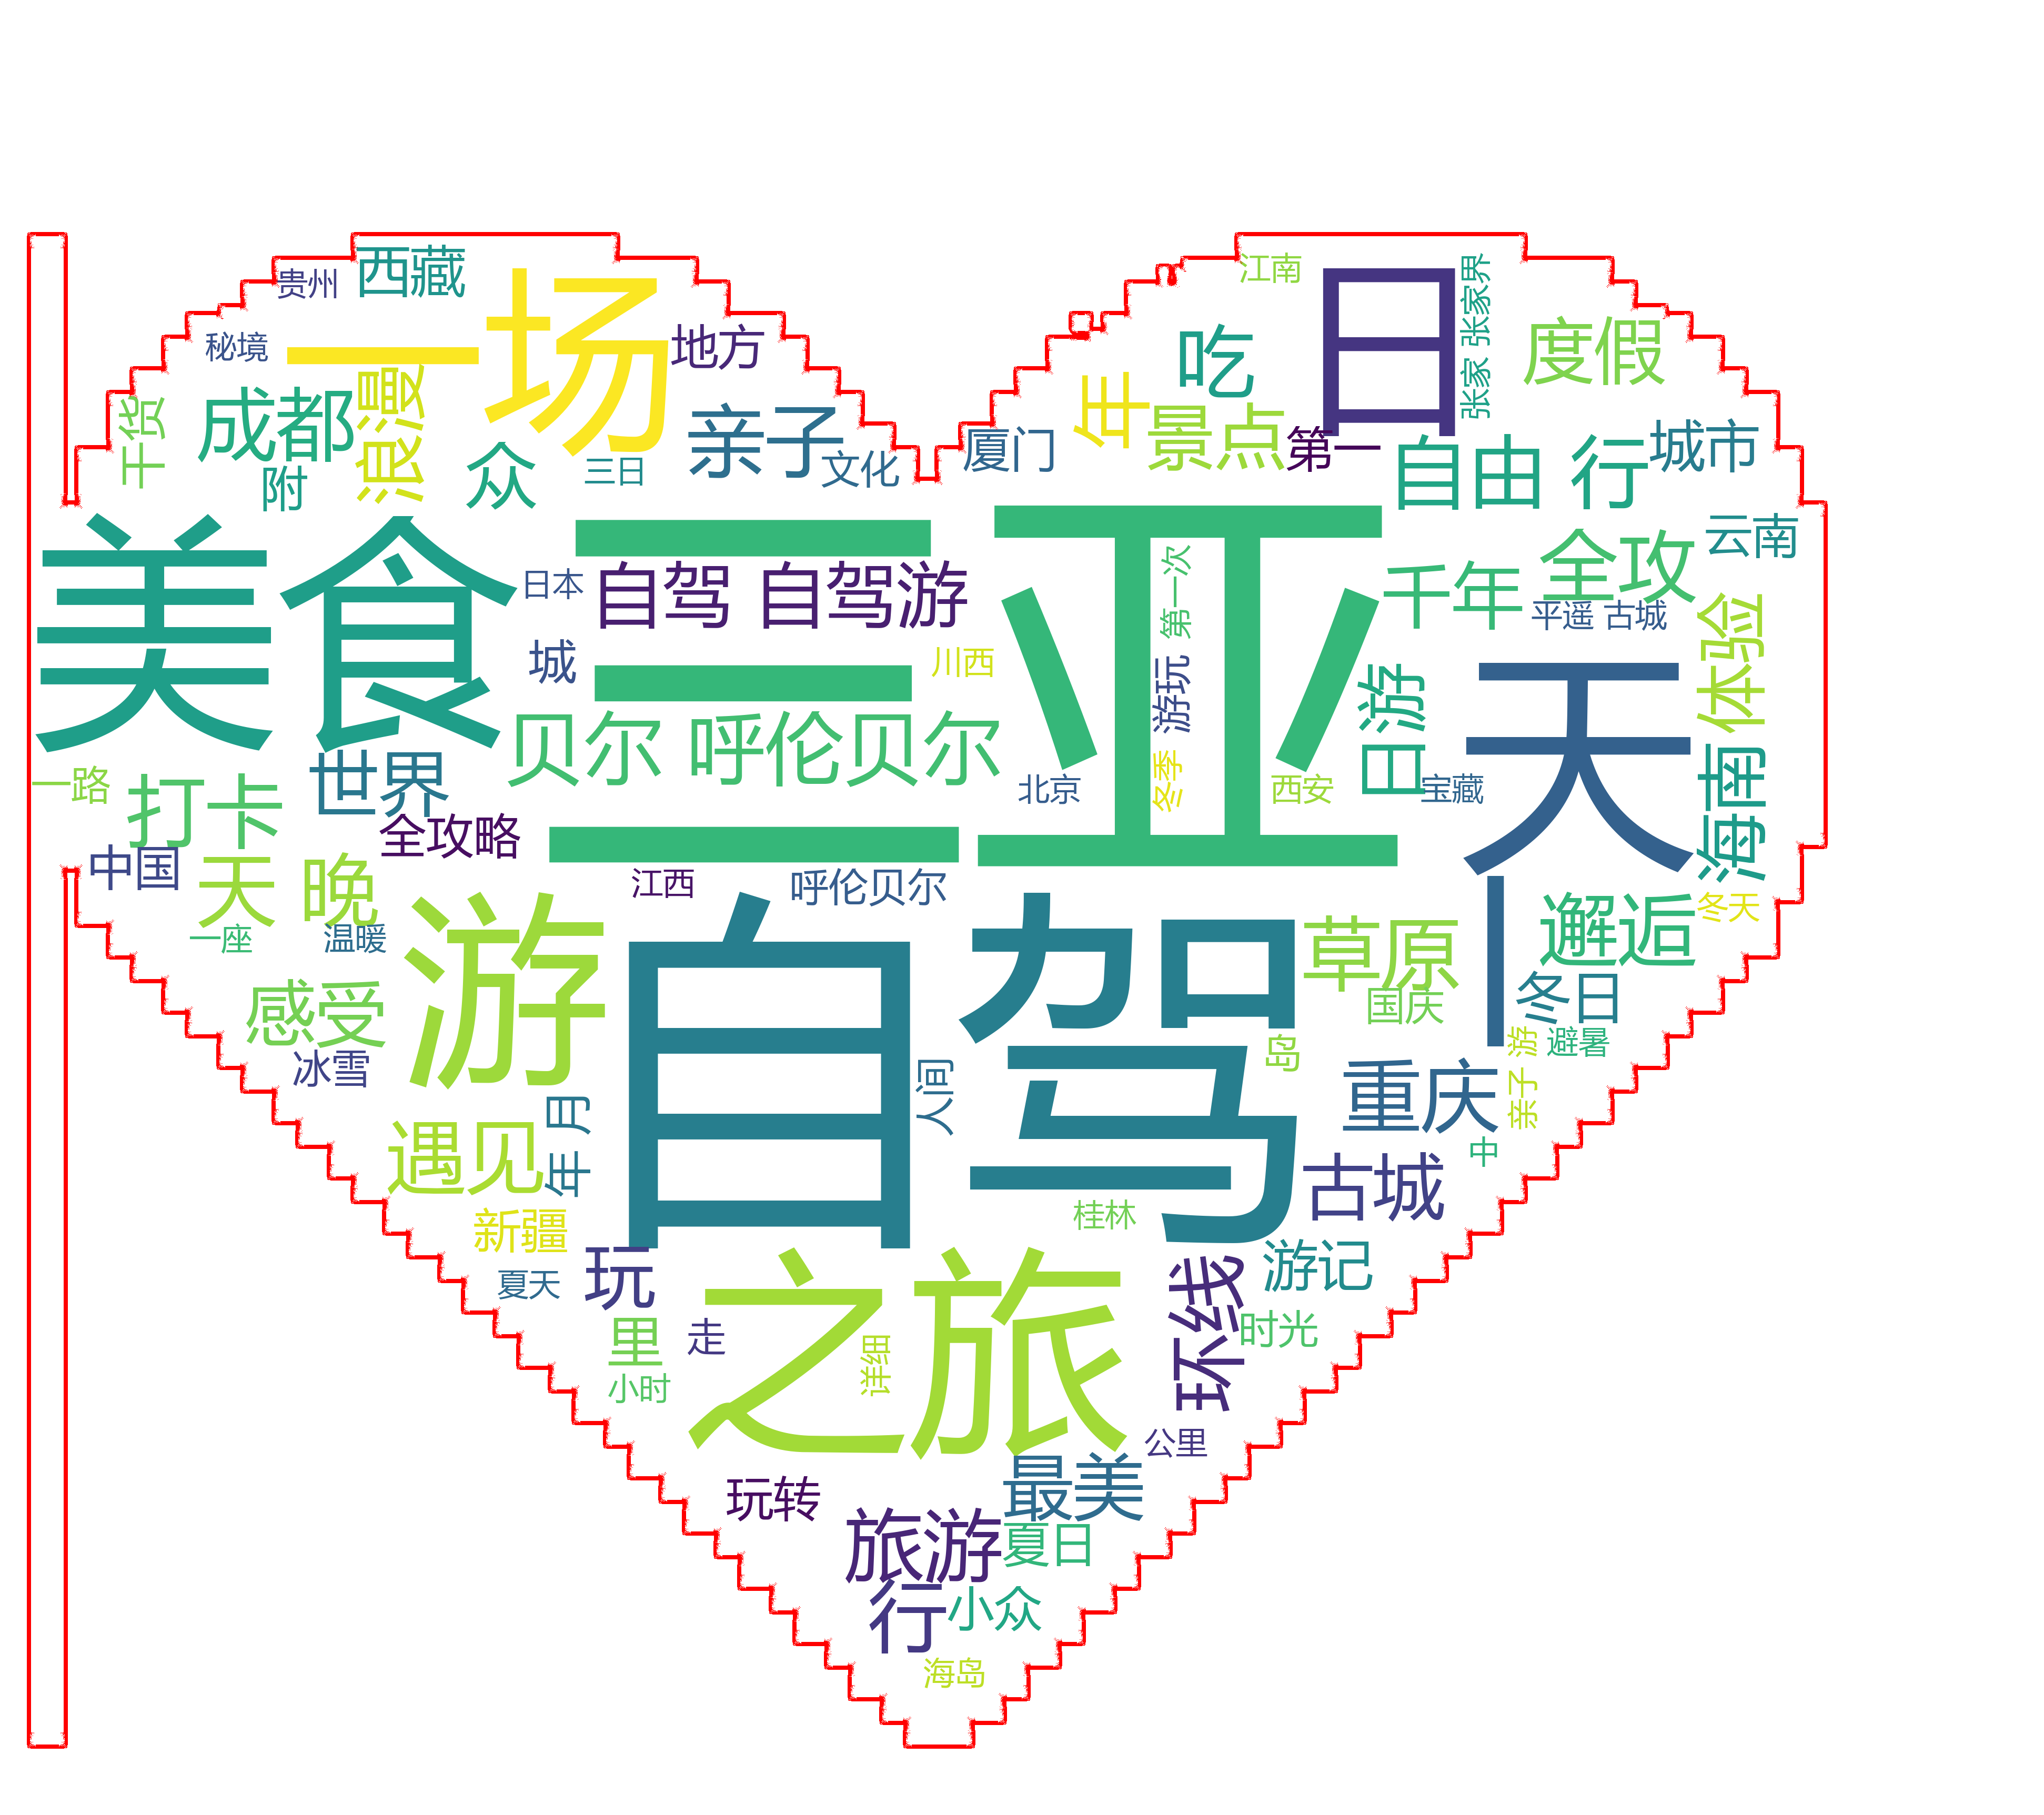 西藏
贵州
江南
一场
日
张家界
秘境
地方
吃
度假
张家
干货
成都
浪漫
亲子
年
景点
第一
城市
附
众
三日
文化
厦门
自由 行
美食
三亚
云南
日本
自驾 自驾游
第一次
千年
全攻
平遥 古城
体验
城
川西
游玩
日游
天
贝尔 呼伦贝尔
一路
打卡
世界
北京
冬季
西安
宝藏
海南
全攻略
中国
天
晚
江西
呼伦贝尔
一座
温暖
游
自驾
草原
国庆
邂逅
冬天
冬日
感受
冰雪
人间
岛
游
避暑
遇见
年 月
重庆
亲子
中
新疆
桂林
古城
夏天
玩
之旅
环线
游记
里
走
详细
时光
小时
公里
玩转
最美
旅游
夏日
行
小众
海岛